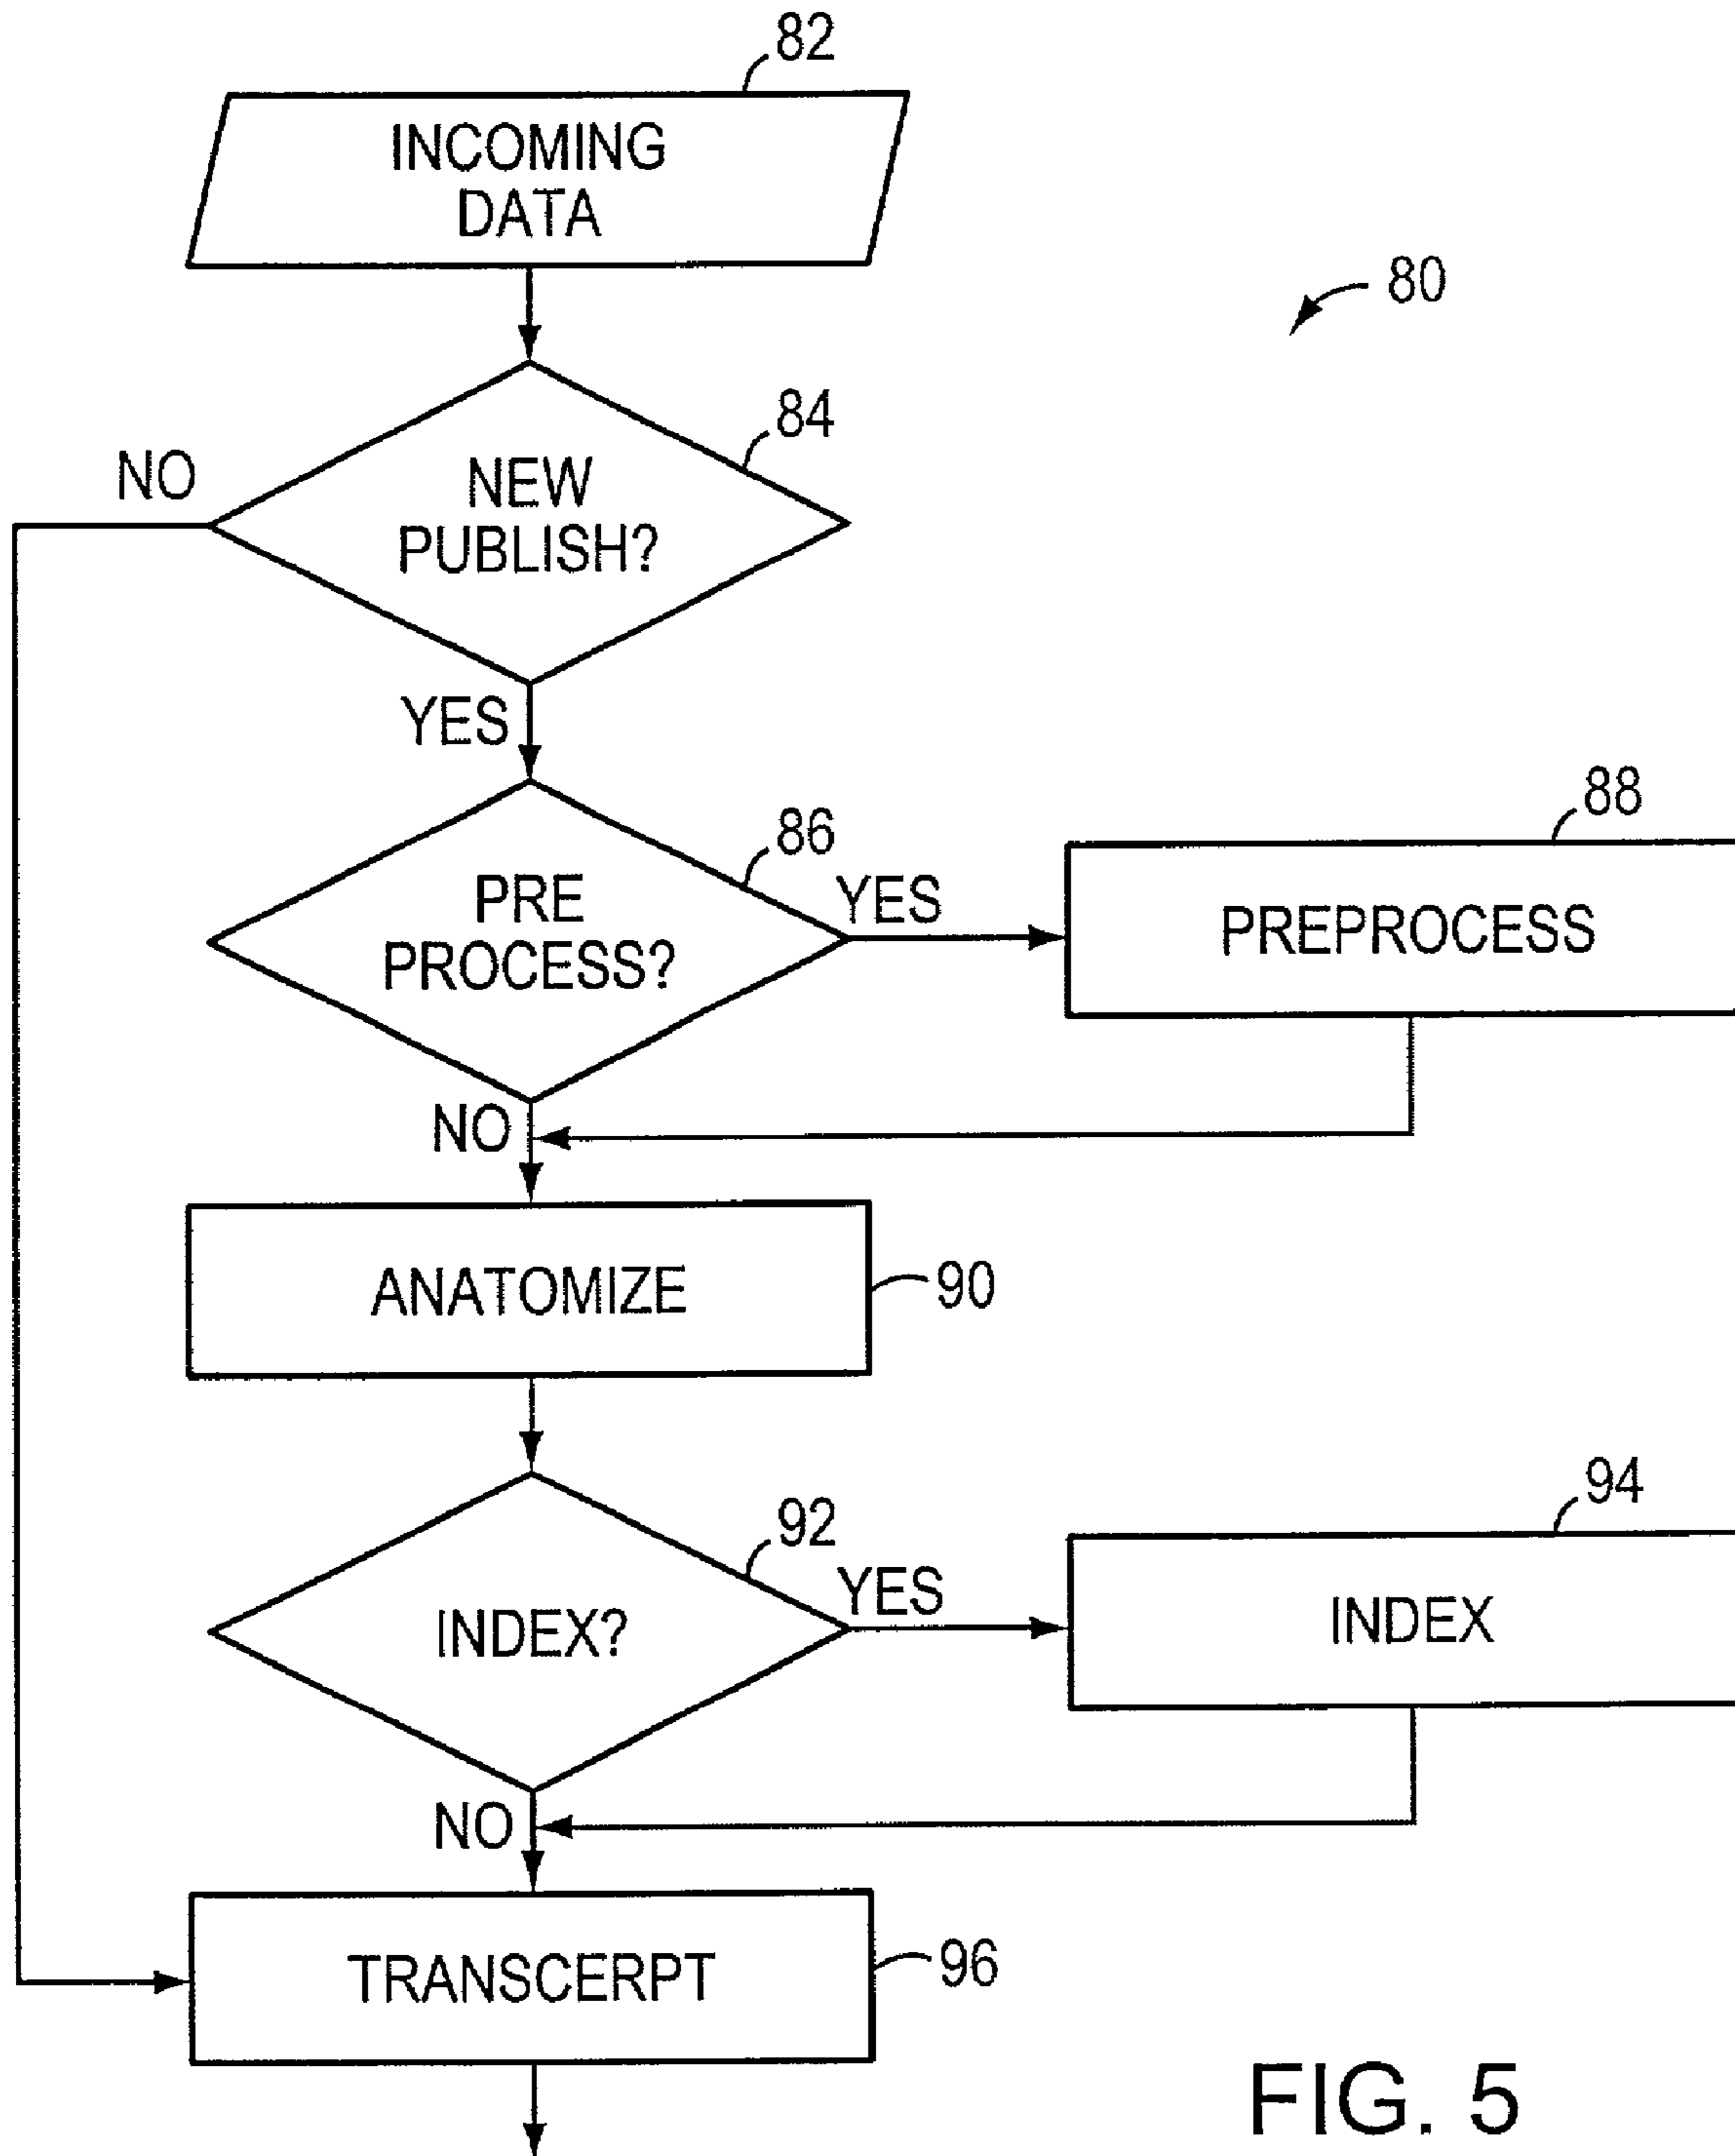 82
INCOMING
DATA
80
84
NO
NEW
PUBLISH?
YES
86
88
PRE
PROCESS?
YES
PREPROCESS
NO
ANATOMIZE
90
92
94
INDEX?
YES
INDEX
NO
TRANSCERPT
96
FIG. 5